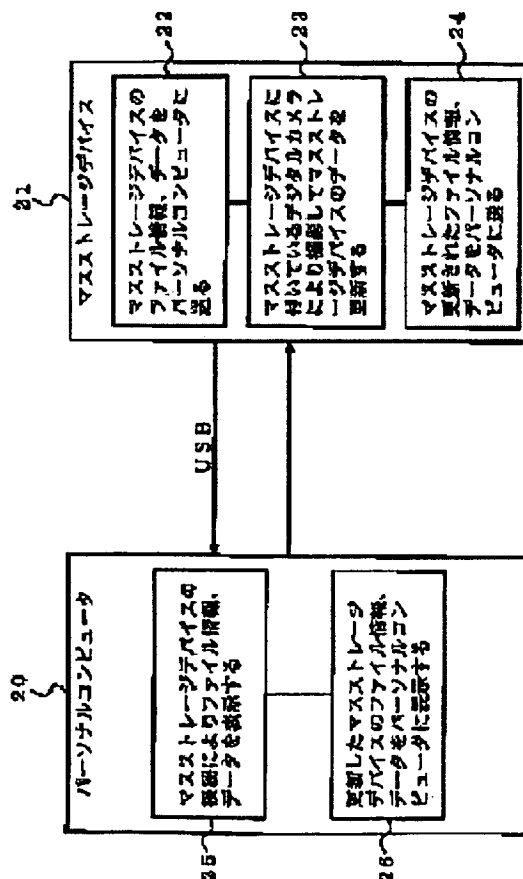 20
パーソナルコンピュータ
マスストレージデバイスの
接続によりファイル情報、
データを表示する
25
更新したマスストレージ
デバイスのファイル情報、
データをパーソナルコン
ピュータに表示する
26
USB
21
マスストレージデバイス
マスストレージデバイスの
ファイル情報、データを
パーソナルコンピュータに
送る
22
マスストレージデバイスに
付いているデジタルカメラ
により撮影してマスストレ
ージデバイスのデータを
更新する
23
マスストレージデバイスの
更新されたファイル情報、
データをパーソナルコン
ピュータに送る
24